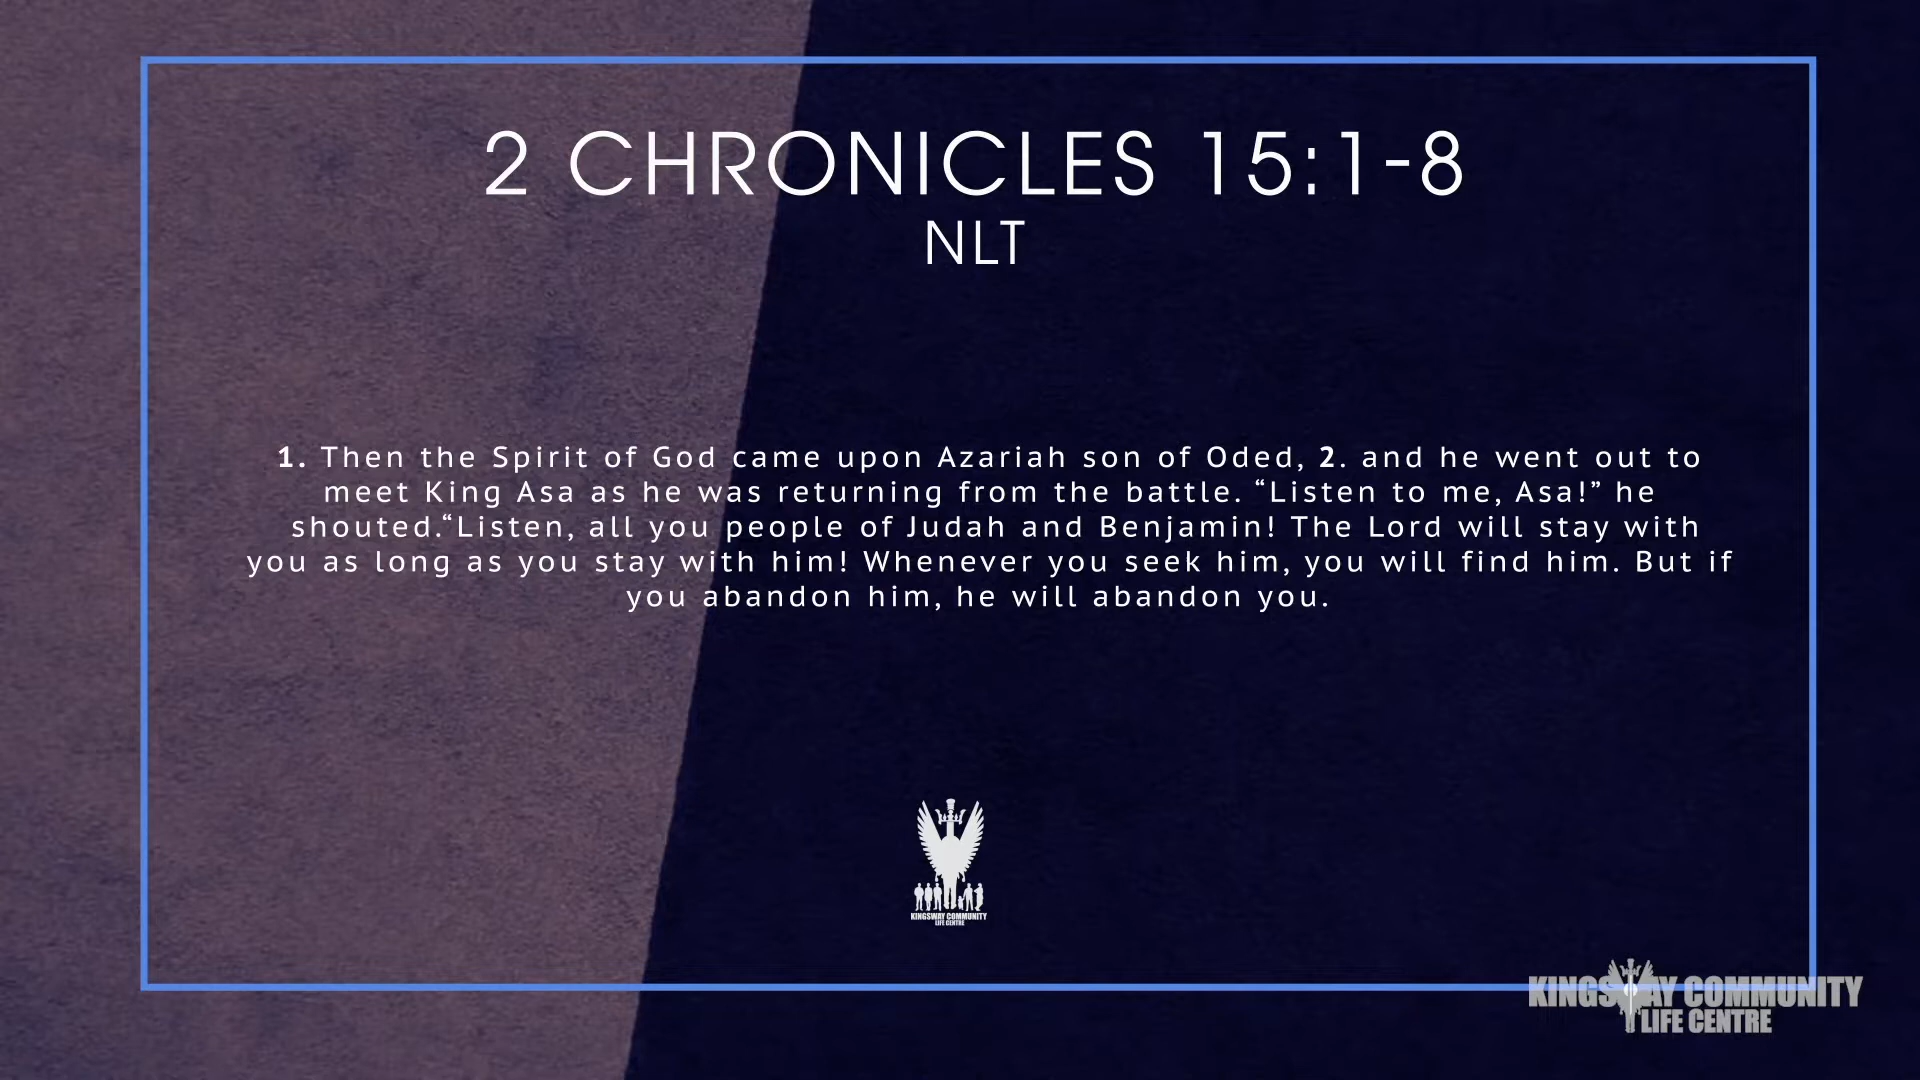 2 CHRONICLES 15:1-8
NLT
1. Then the Spirit of God came upon Azariah son of Oded, 2. and he went out to
meet King Asa as he was returning from the battle. “Listen to me, Asa!” he
shouted.“Listen, all you people of Judah and Benjamin! The Lord will stay with
you as long as you stay with him! Whenever you seek him, you will find him. But if
you abandon him, he will abandon you.
KINGSWAY COMMUNITY
LIFE CENTRE
KINGSWAY COMMUNITY
LIFE CENTRE